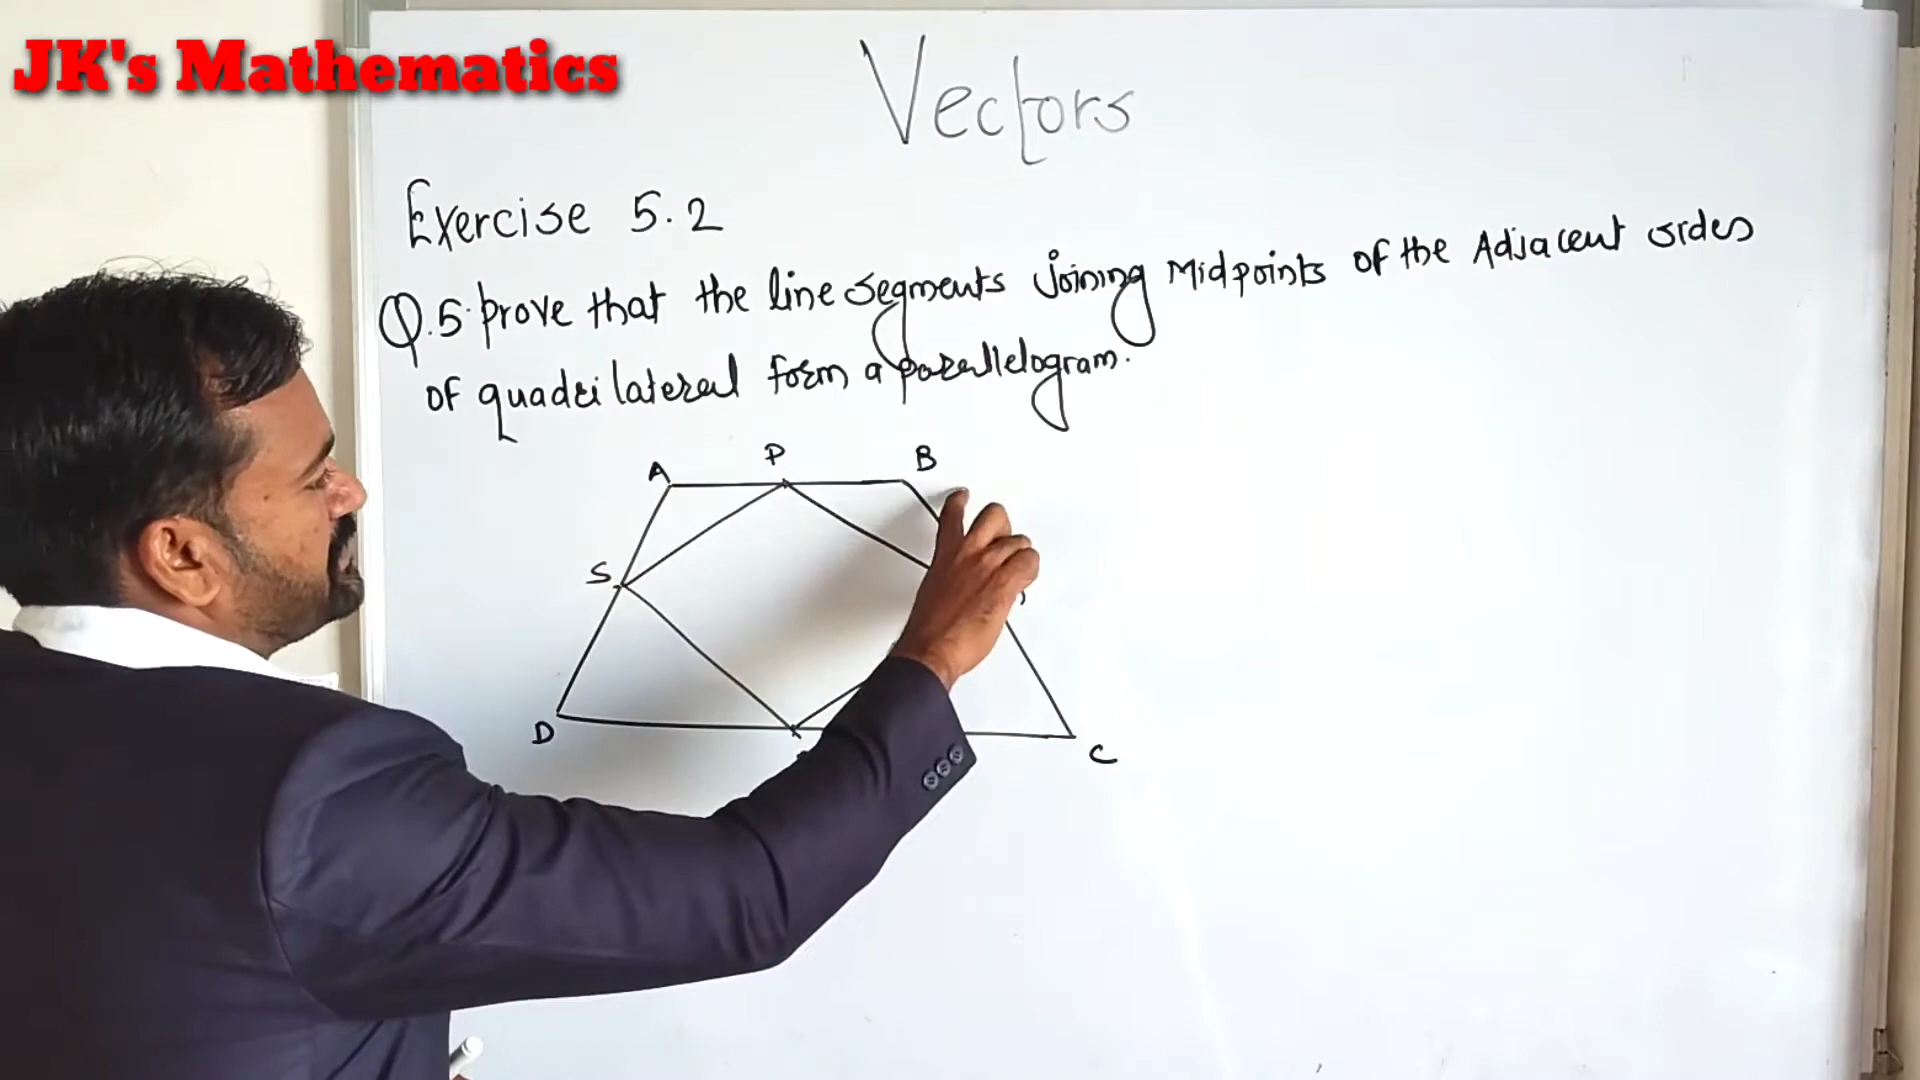 JK's Mathematics
Vectors
Exercise 5.2
Q.5 prove that the line segments joining Midpoints of the Adjacent sides
of quadrilateral form a parallelogram.
A P B
S
D
C